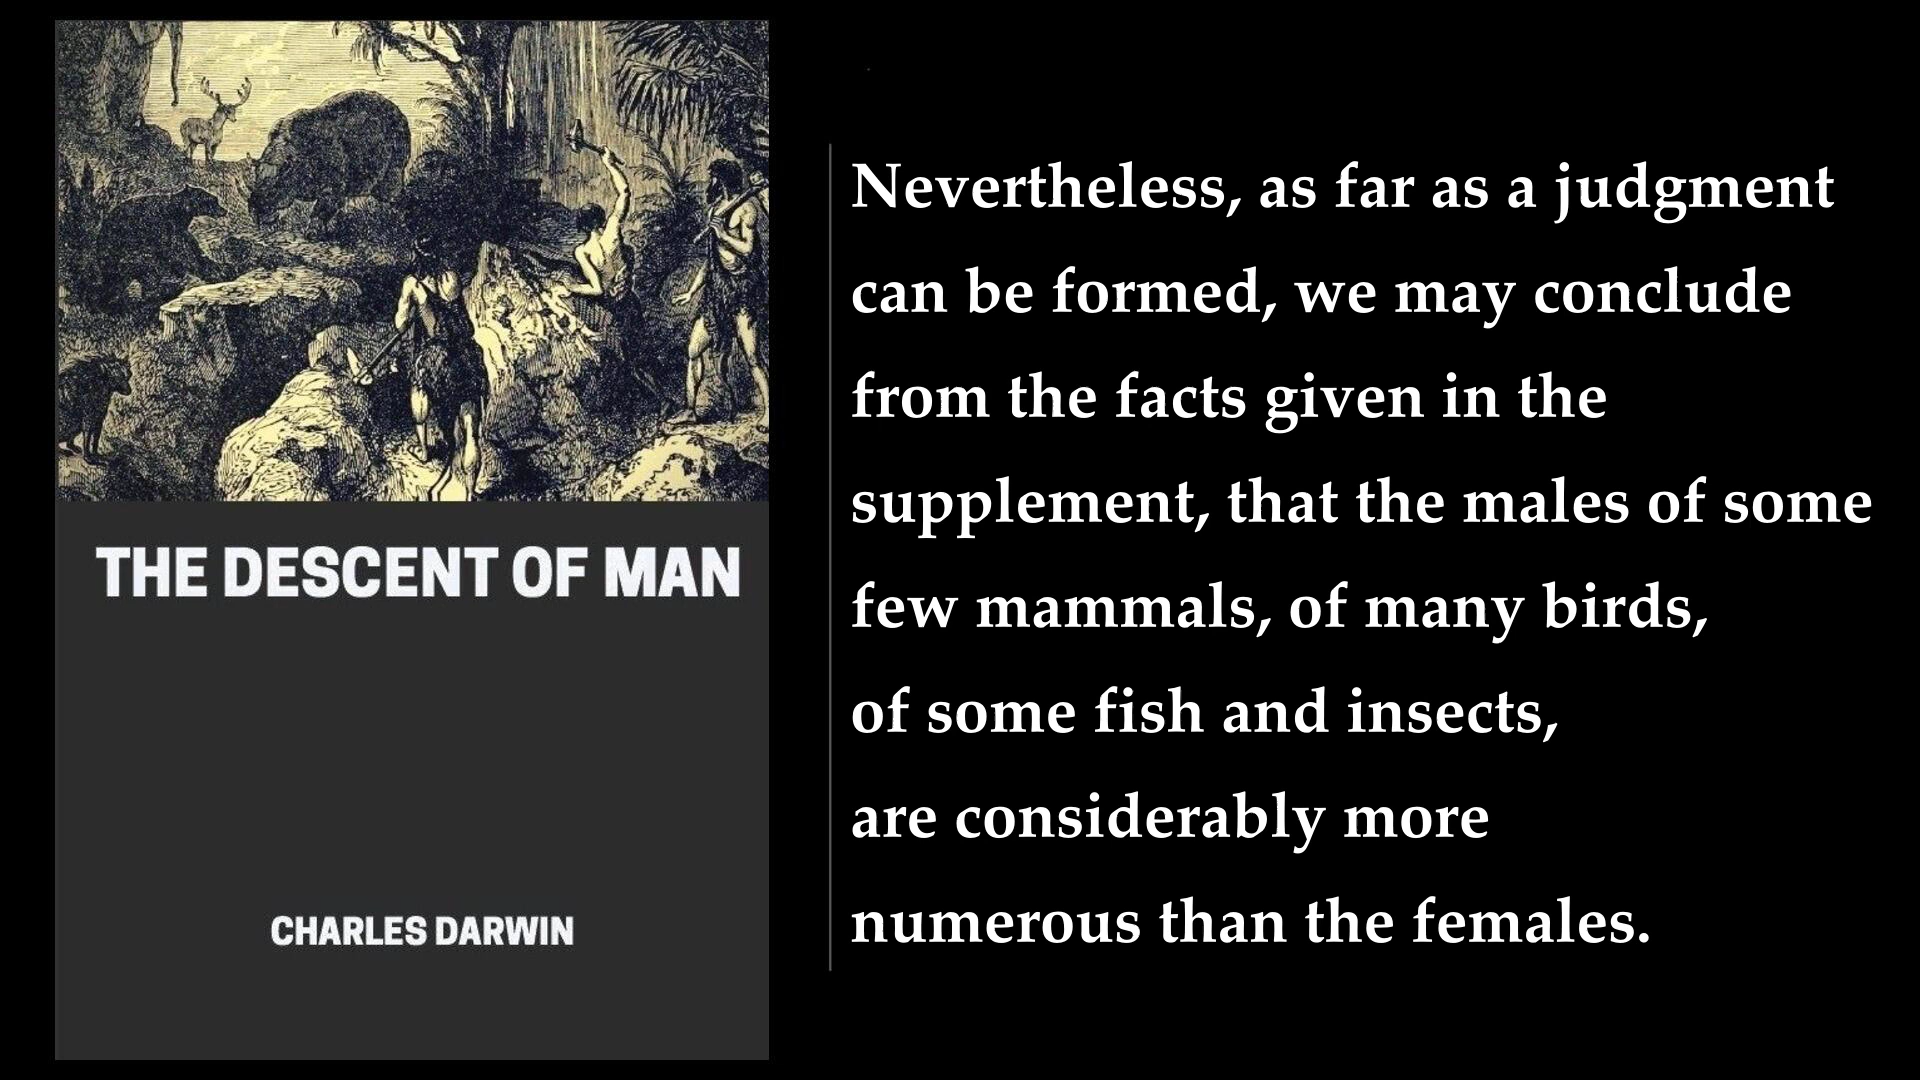 THE DESCENT OF MAN
CHARLES DARWIN
Nevertheless, as far as a judgment
can be formed, we may conclude
from the facts given in the
supplement, that the males of some
few mammals, of many birds,
of some fish and insects,
are considerably more
numerous than the females.